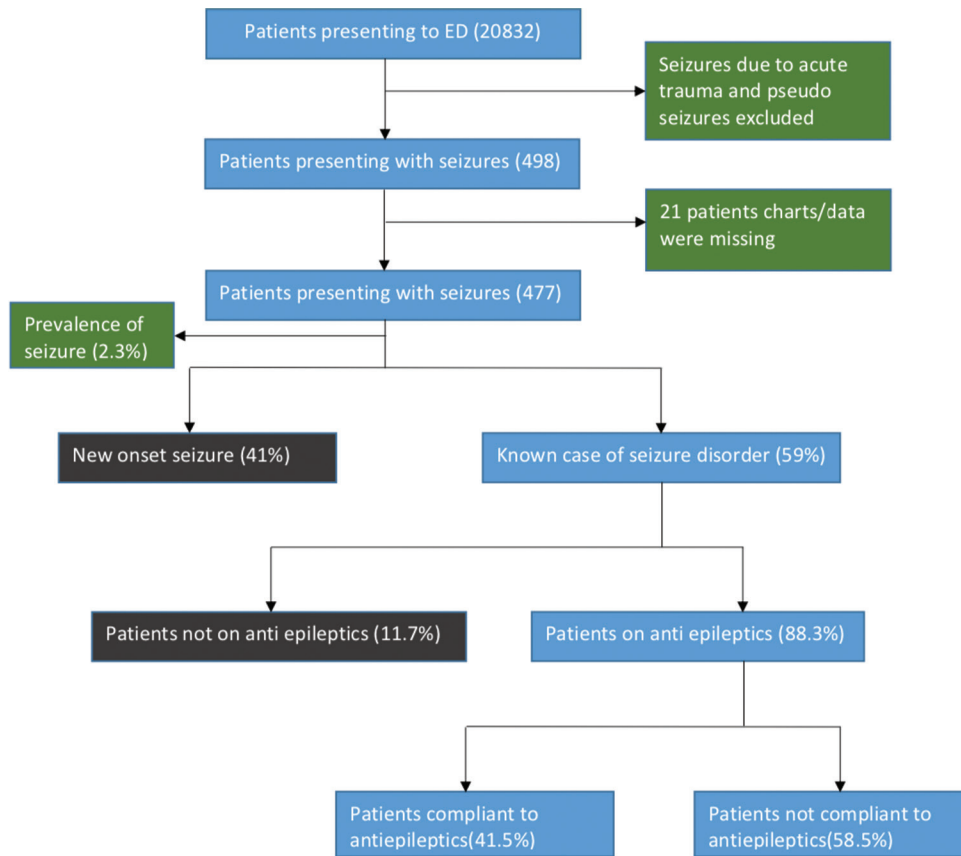 Patients presenting to ED (20832)
Seizures due to acute
trauma and pseudo
seizures excluded
Patients presenting with seizures (498)
21 patients charts/data
were missing
Patients presenting with seizures (477)
Prevalence of
seizure (2.3%)
New onset seizure (41%)
Known case of seizure disorder (59%)
Patients not on anti epileptics (11.7%)
Patients on anti epileptics (88.3%)
Patients compliant to
antiepileptics(41.5%)
Patients not compliant to
antiepileptics(58.5%)